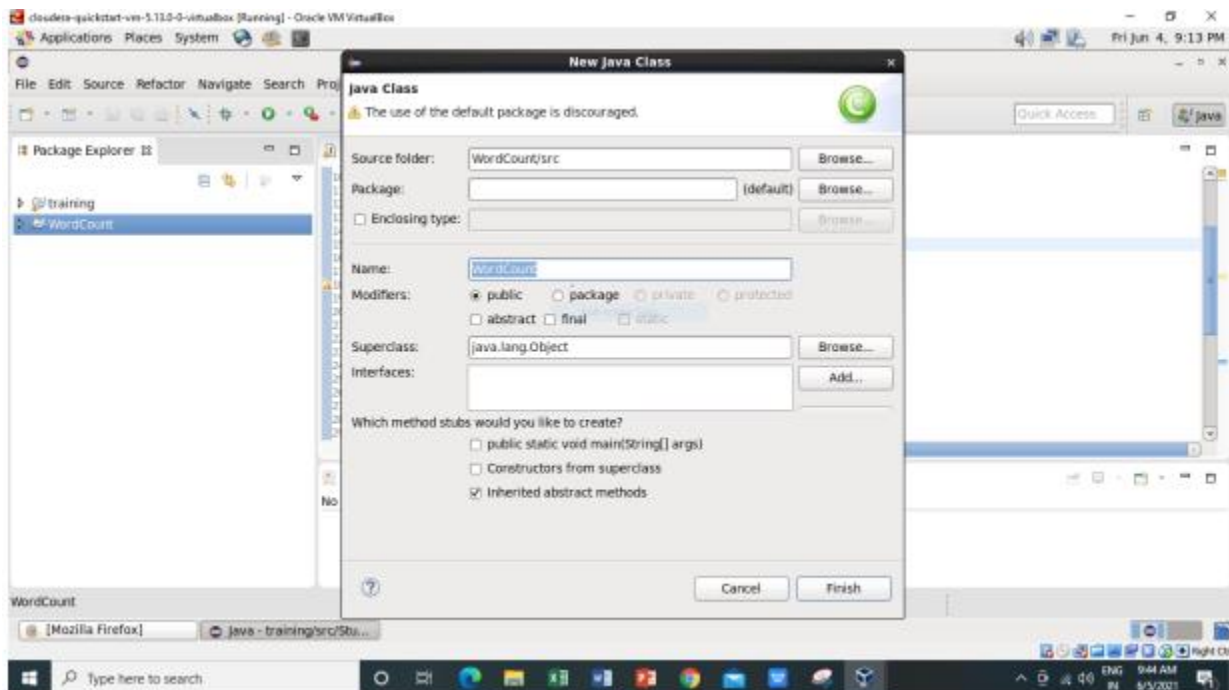 cloudera-quickstart-vm-5.13.0-0-virtualbox [Running] - Oracle VM VirtualBox
Applications Places System
Fri Jun 4, 9:13 PM
New Java Class
File Edit Source Refactor Navigate Search Proj
Java Class
The use of the default package is discouraged.
Quick Access
Java
Package Explorer
training
WordCount
Source folder:
WordCount/src
Browse...
Package:
(default)
Browse...
Enclosing type:
Browse...
Name:
WordCount
Modifiers:
public package private protected
abstract final static
Superclass:
java.lang.Object
Browse...
Interfaces:
Add...
Which method stubs would you like to create?
public static void main(String[] args)
Constructors from superclass
Inherited abstract methods
No
Cancel
Finish
WordCount
[Mozilla Firefox]
Java - training/src/Stu...
Right Ct
Type here to search
ENG
IN
9:44 AM
6/5/2021